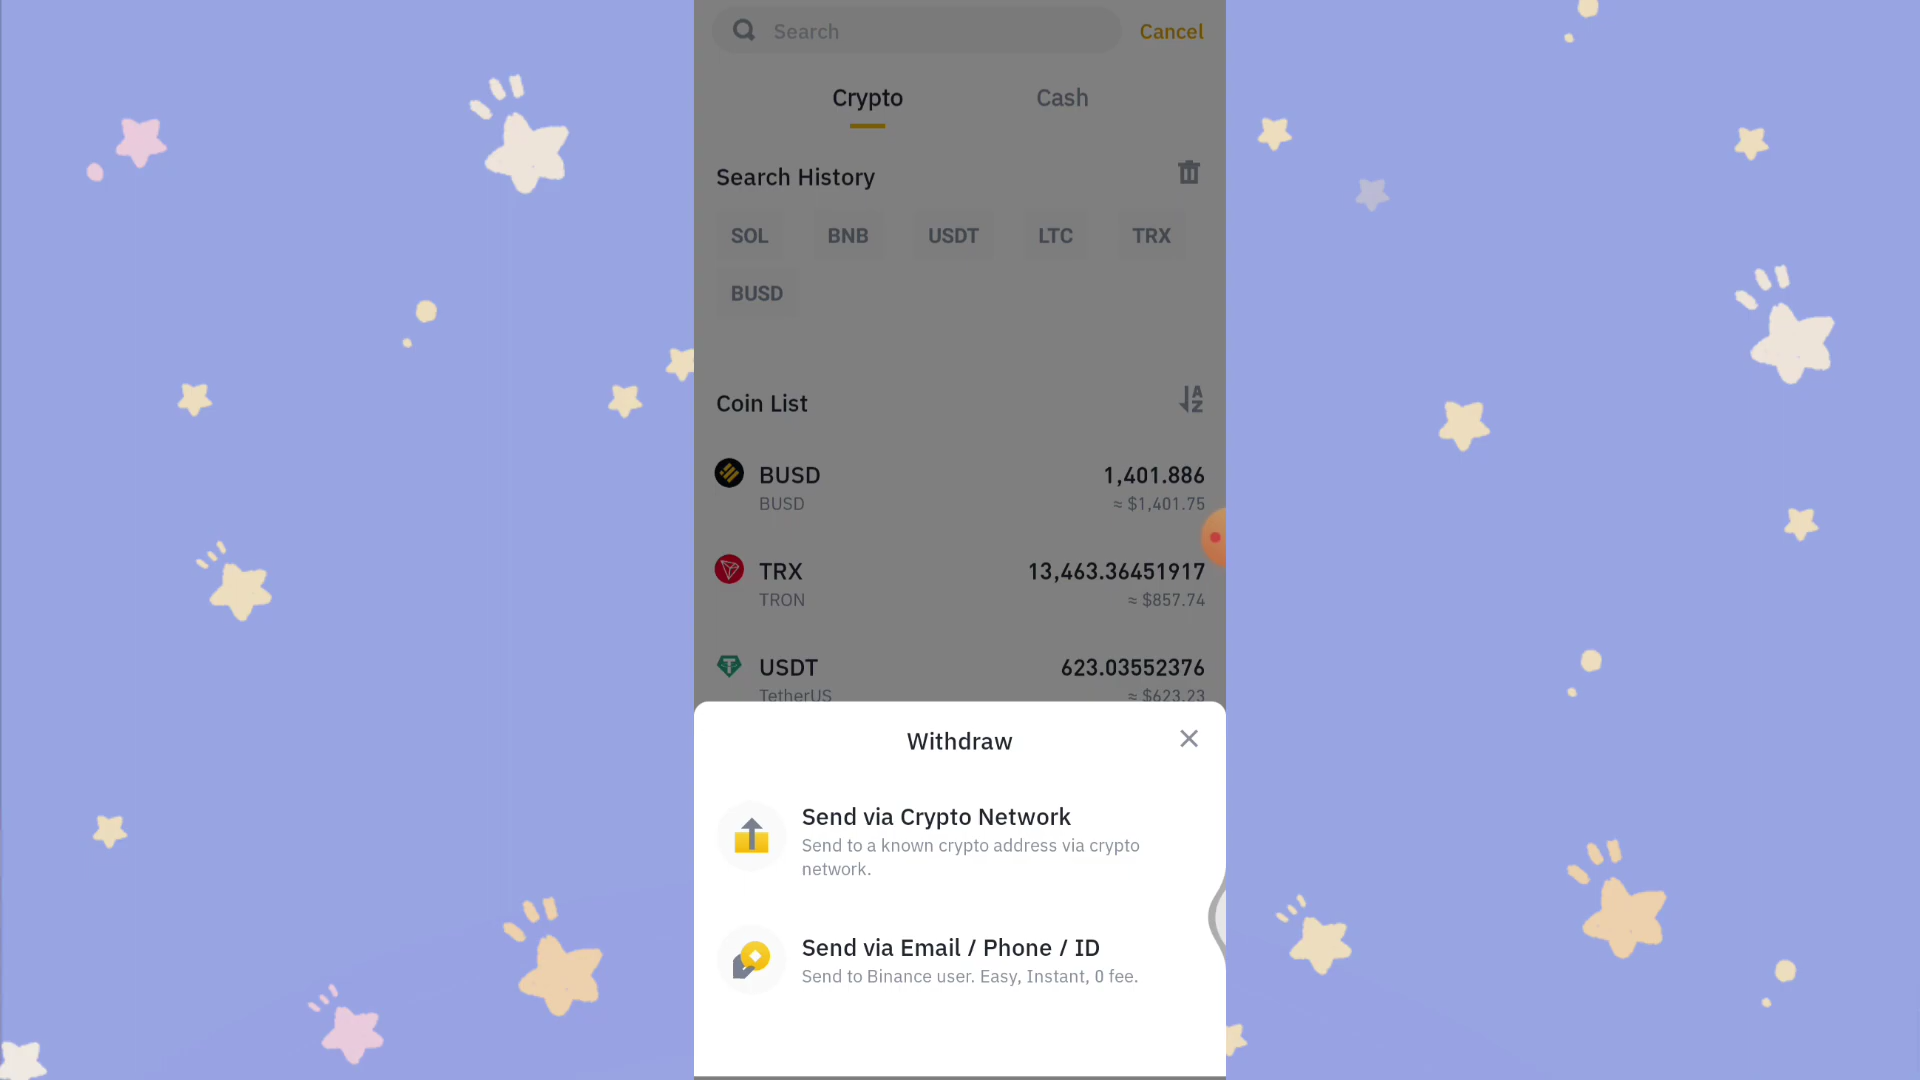 Search
Cancel
Crypto
Cash
Search History
SOL
BNB
USDT
LTC
TRX
BUSD
Coin List
BUSD
1,401.886
BUSD
≈ $1,401.75
TRX
13,463.36451917
TRON
≈ $857.74
USDT
623.03552376
TetherUS
≈ $623.23
Withdraw
Send via Crypto Network
Send to a known crypto address via crypto
network.
Send via Email / Phone / ID
Send to Binance user. Easy, Instant, 0 fee.